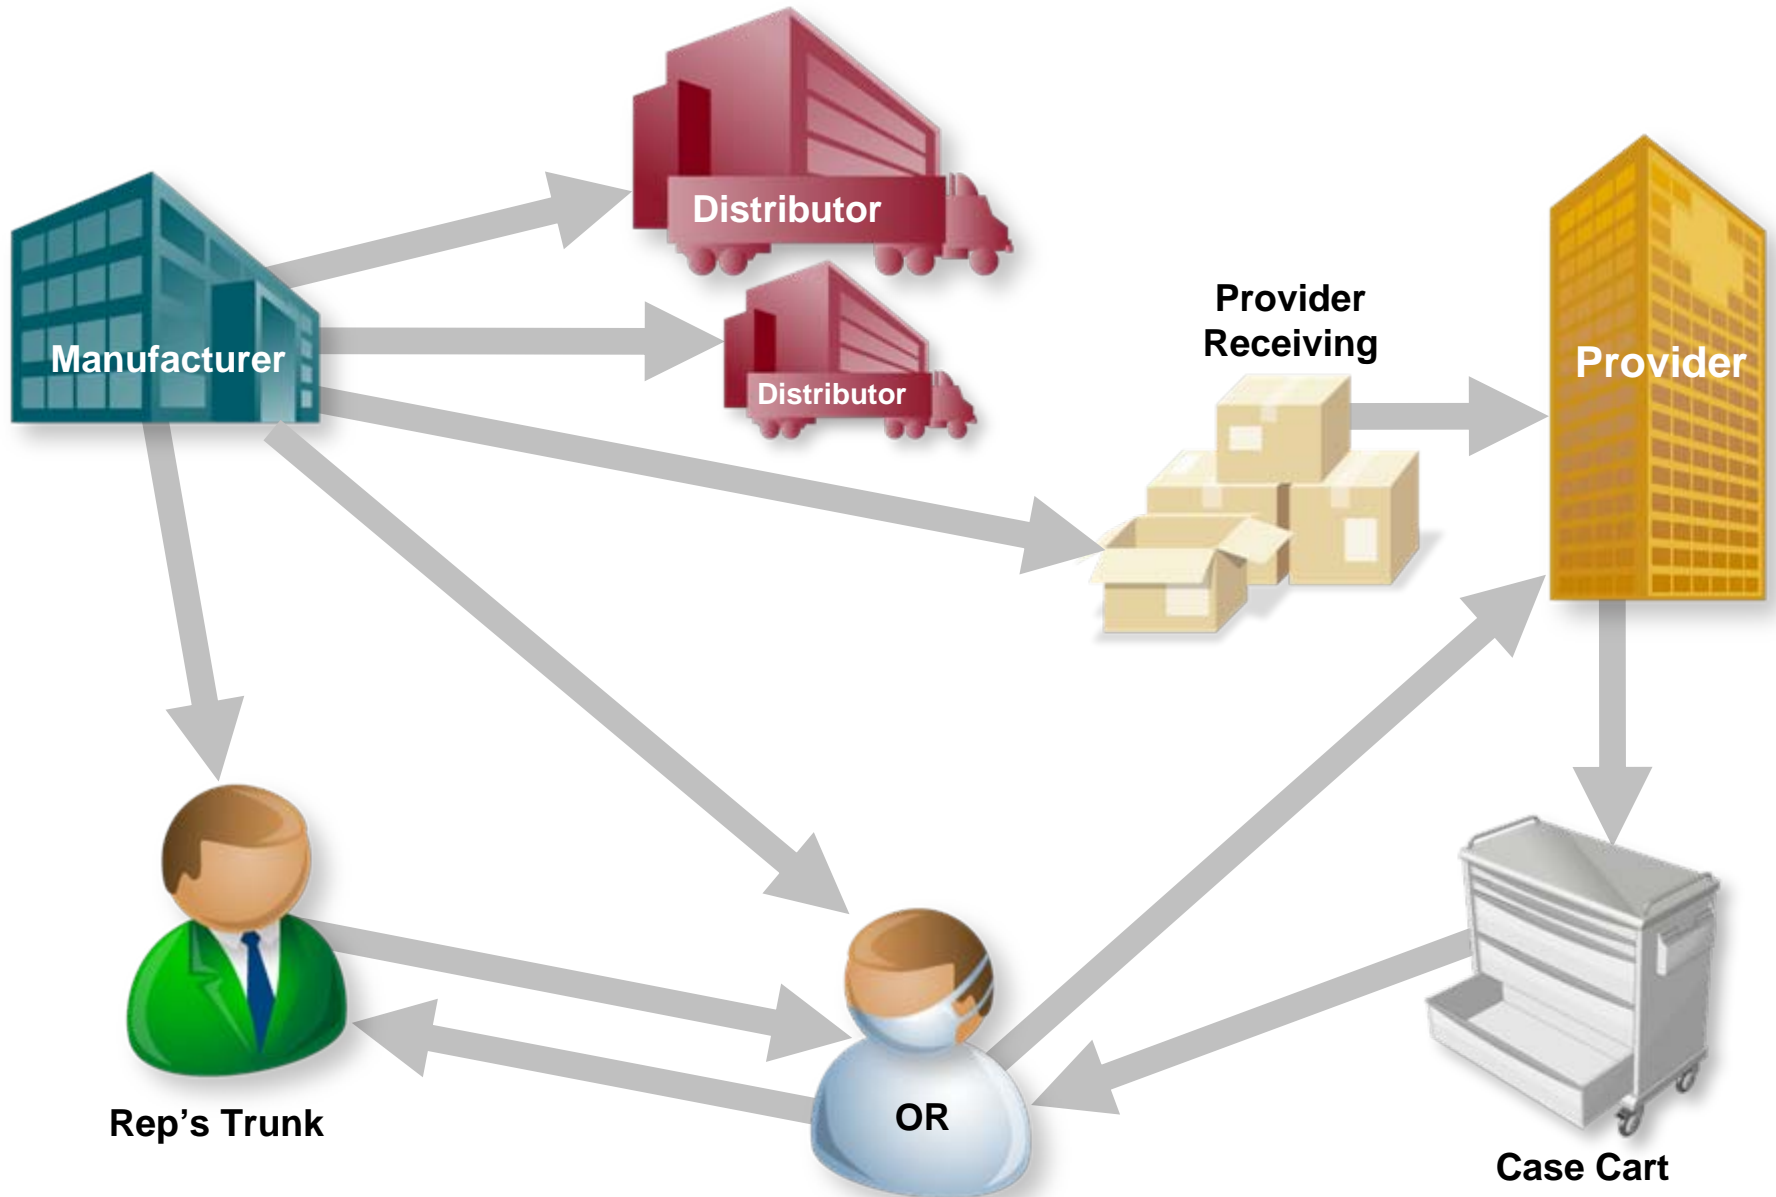 Distributor
Manufacturer
Distributor
Provider
Receiving
Provider
Rep's Trunk
OR
Case Cart